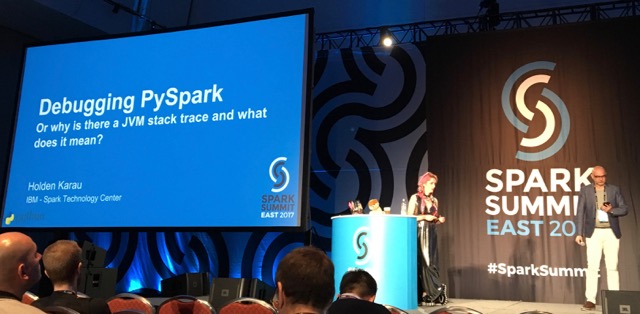 Debugging PySpark
Or why is there a JVM stack trace and what
does it mean?
Holden Karau
IBM - Spark Technology Center
SPARK
SUMMIT
EAST 2017
SPARK
SUMMIT
EAST 20
#SparkSummit